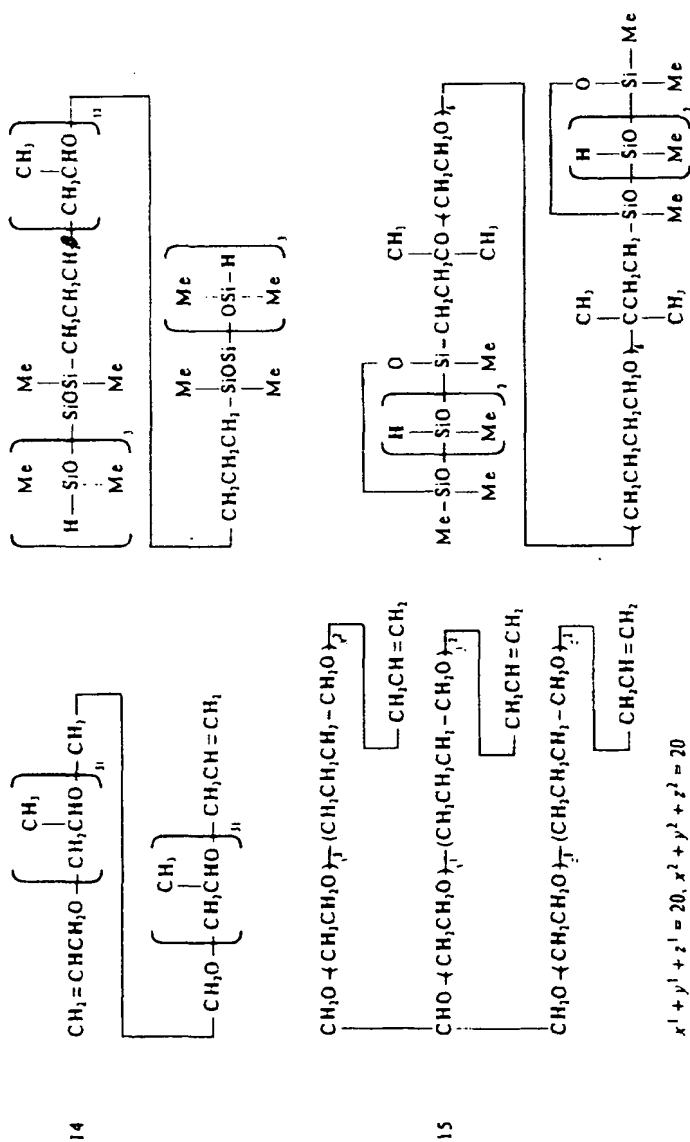 14
CH₃
CH₂=CHCH₂O CH₂CHO CH₂
CH₃
CH₂O CH₂CHO CH₂CH=CH₂
Me Me CH₃
H—SiO SiOSi—CH₂CH₂CH₂ CH₂CHO
Me Me
Me Me
CH₂CH₂CH₂—SiOSi OSi—H
Me Me
15
CH₂O (CH₂CH₂O) (CH₂CH₂CH₂—CH₂O)
CH₂CH=CH₂
CHO (CH₂CH₂O) (CH₂CH₂CH₂—CH₂O)
CH₂CH=CH₂
CH₂O (CH₂CH₂O) (CH₂CH₂CH₂—CH₂O)
CH₂CH=CH₂
x¹ + y¹ + z¹ = 20, x² + y² + z² = 20
H O CH₃
Me—SiO SiO Si—CH₂CH₂CO (CH₂CH₂O)
Me Me Me CH₃
CH₃ H O
(CH₂CH₂CH₂CH₂O) CCH₂CH₂—SiO SiO Si—Me
CH₃ Me Me Me